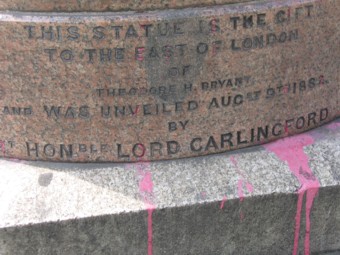 THIS STATUE IS THE GIFT
TO THE EAST OF LONDON
OF
THEODORE H. BRYANT,
AND WAS UNVEILED AUGST 9TH 1882.
BY
T HONBLE LORD CARLINGFORD